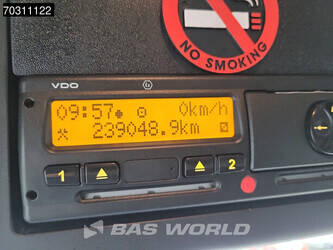 70311122
NO SMOKING
VDO
09:57 0km/h
239048.9km
1 2
BAS WORLD